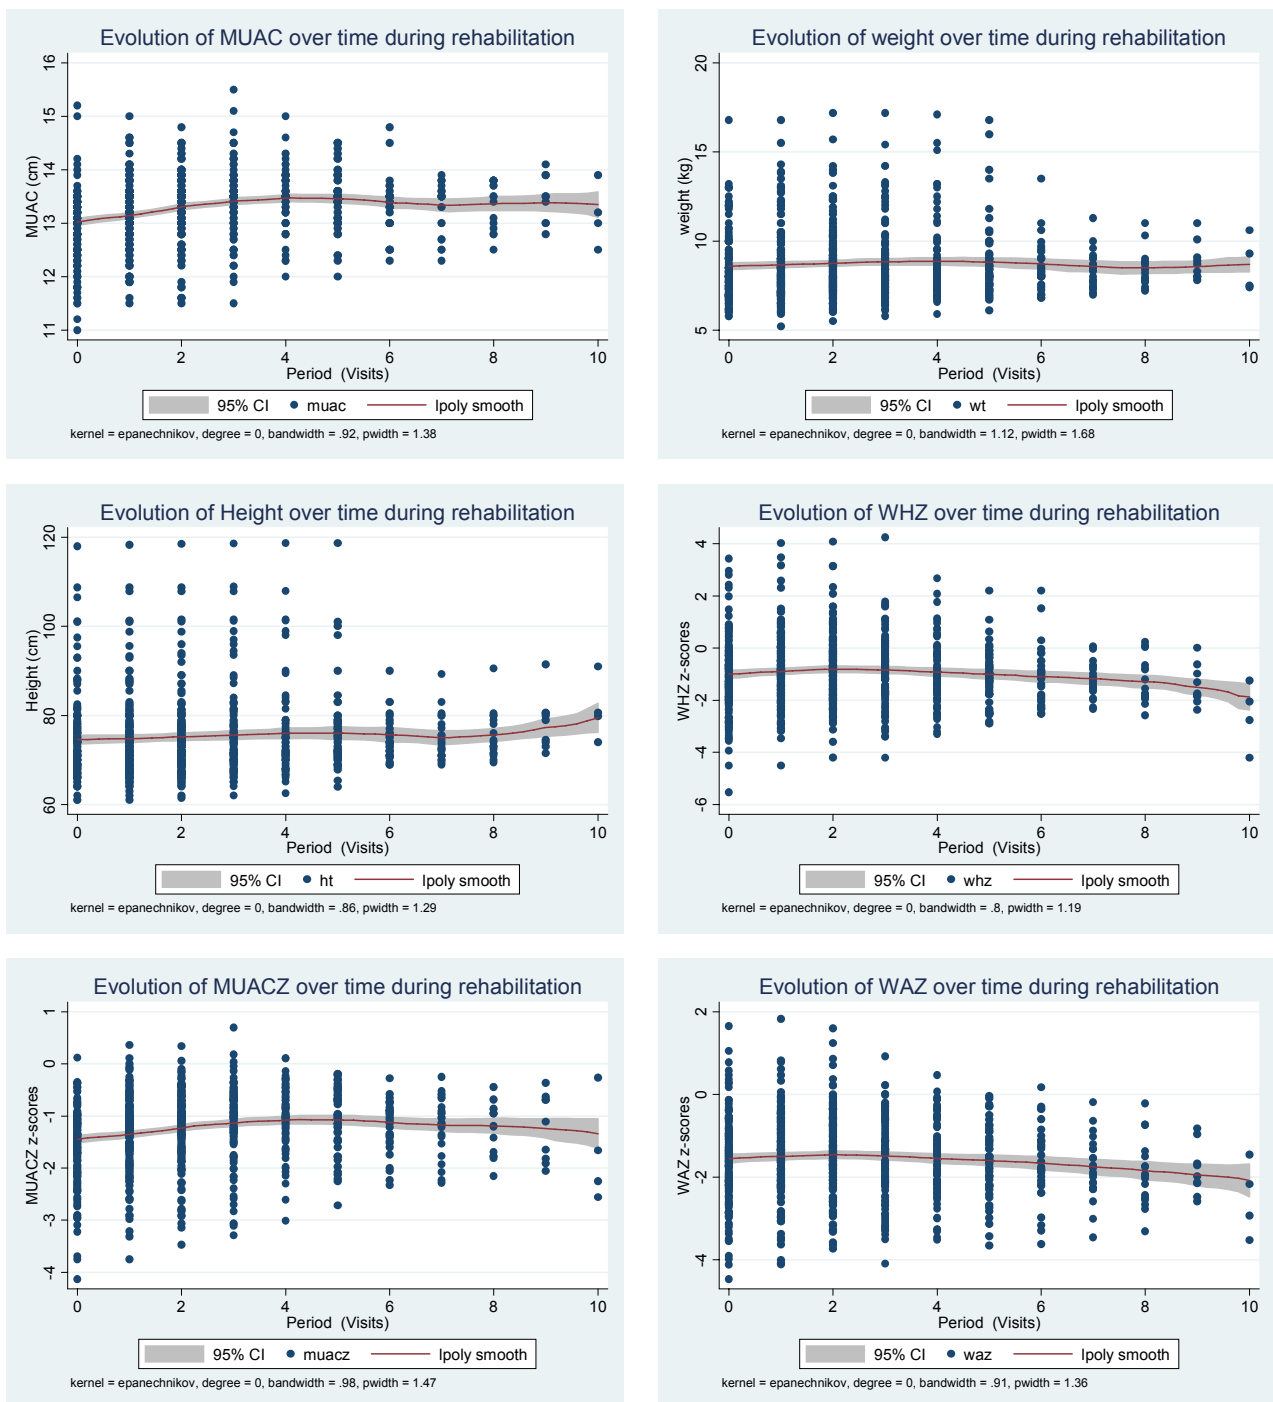 Evolution of MUAC over time during rehabilitation
16
15
14
13
12
11
MUAC (cm)
0 2 4 6 8 10
Period (Visits)
95% CI muac lpoly smooth
kernel = epanechnikov, degree = 0, bandwidth = .92, pwidth = 1.38
Evolution of weight over time during rehabilitation
20
15
10
5
weight (kg)
0 2 4 6 8 10
Period (Visits)
95% CI wt lpoly smooth
kernel = epanechnikov, degree = 0, bandwidth = 1.12, pwidth = 1.68
Evolution of Height over time during rehabilitation
120
100
80
60
Height (cm)
0 2 4 6 8 10
Period (Visits)
95% CI ht lpoly smooth
kernel = epanechnikov, degree = 0, bandwidth = .86, pwidth = 1.29
Evolution of WHZ over time during rehabilitation
4
2
0
-2
-4
-6
WHZ z-scores
0 2 4 6 8 10
Period (Visits)
95% CI whz lpoly smooth
kernel = epanechnikov, degree = 0, bandwidth = .8, pwidth = 1.19
Evolution of MUACZ over time during rehabilitation
1
0
-1
-2
-3
-4
MUACZ z-scores
0 2 4 6 8 10
Period (Visits)
95% CI muacz lpoly smooth
kernel = epanechnikov, degree = 0, bandwidth = .98, pwidth = 1.47
Evolution of WAZ over time during rehabilitation
2
0
-2
-4
WAZ z-scores
0 2 4 6 8 10
Period (Visits)
95% CI waz lpoly smooth
kernel = epanechnikov, degree = 0, bandwidth = .91, pwidth = 1.36